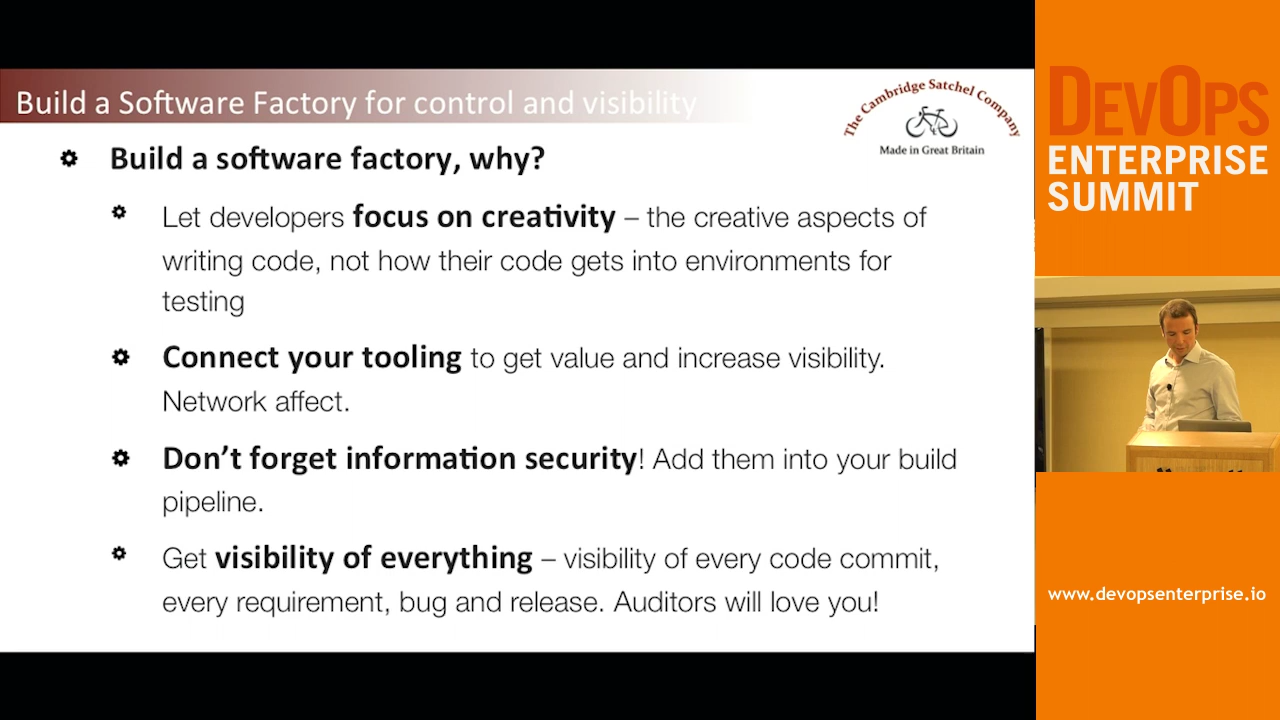 Build a Software Factory for control and visibility
The Cambridge Satchel Company
Made in Great Britain
Build a software factory, why?
Let developers focus on creativity – the creative aspects of
writing code, not how their code gets into environments for
testing
Connect your tooling to get value and increase visibility.
Network affect.
Don’t forget information security! Add them into your build
pipeline.
Get visibility of everything – visibility of every code commit,
every requirement, bug and release. Auditors will love you!
DEVOPS
ENTERPRISE
SUMMIT
www.devopsenterprise.io